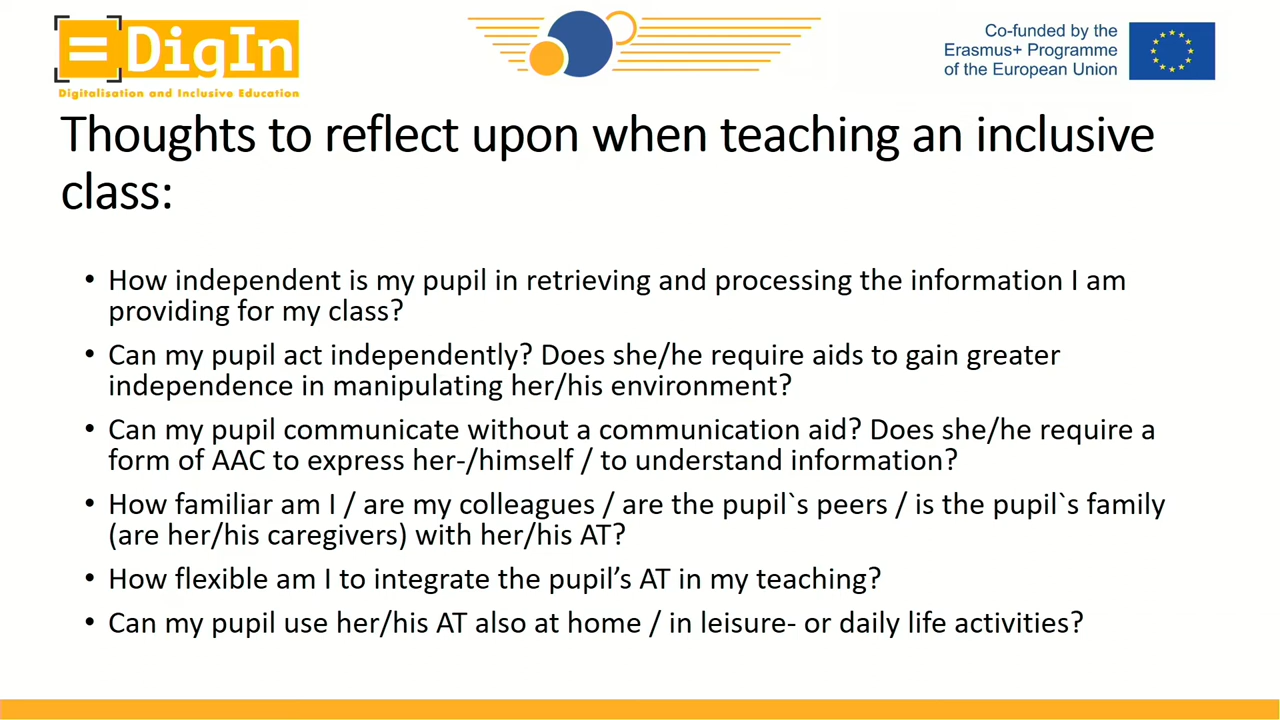 =DigIn
Digitalisation and Inclusive Education
Co-funded by the
Erasmus+ Programme
of the European Union
Thoughts to reflect upon when teaching an inclusive
class:
• How independent is my pupil in retrieving and processing the information I am
providing for my class?
• Can my pupil act independently? Does she/he require aids to gain greater
independence in manipulating her/his environment?
• Can my pupil communicate without a communication aid? Does she/he require a
form of AAC to express her-/himself / to understand information?
• How familiar am I / are my colleagues / are the pupil`s peers / is the pupil`s family
(are her/his caregivers) with her/his AT?
• How flexible am I to integrate the pupil’s AT in my teaching?
• Can my pupil use her/his AT also at home / in leisure- or daily life activities?